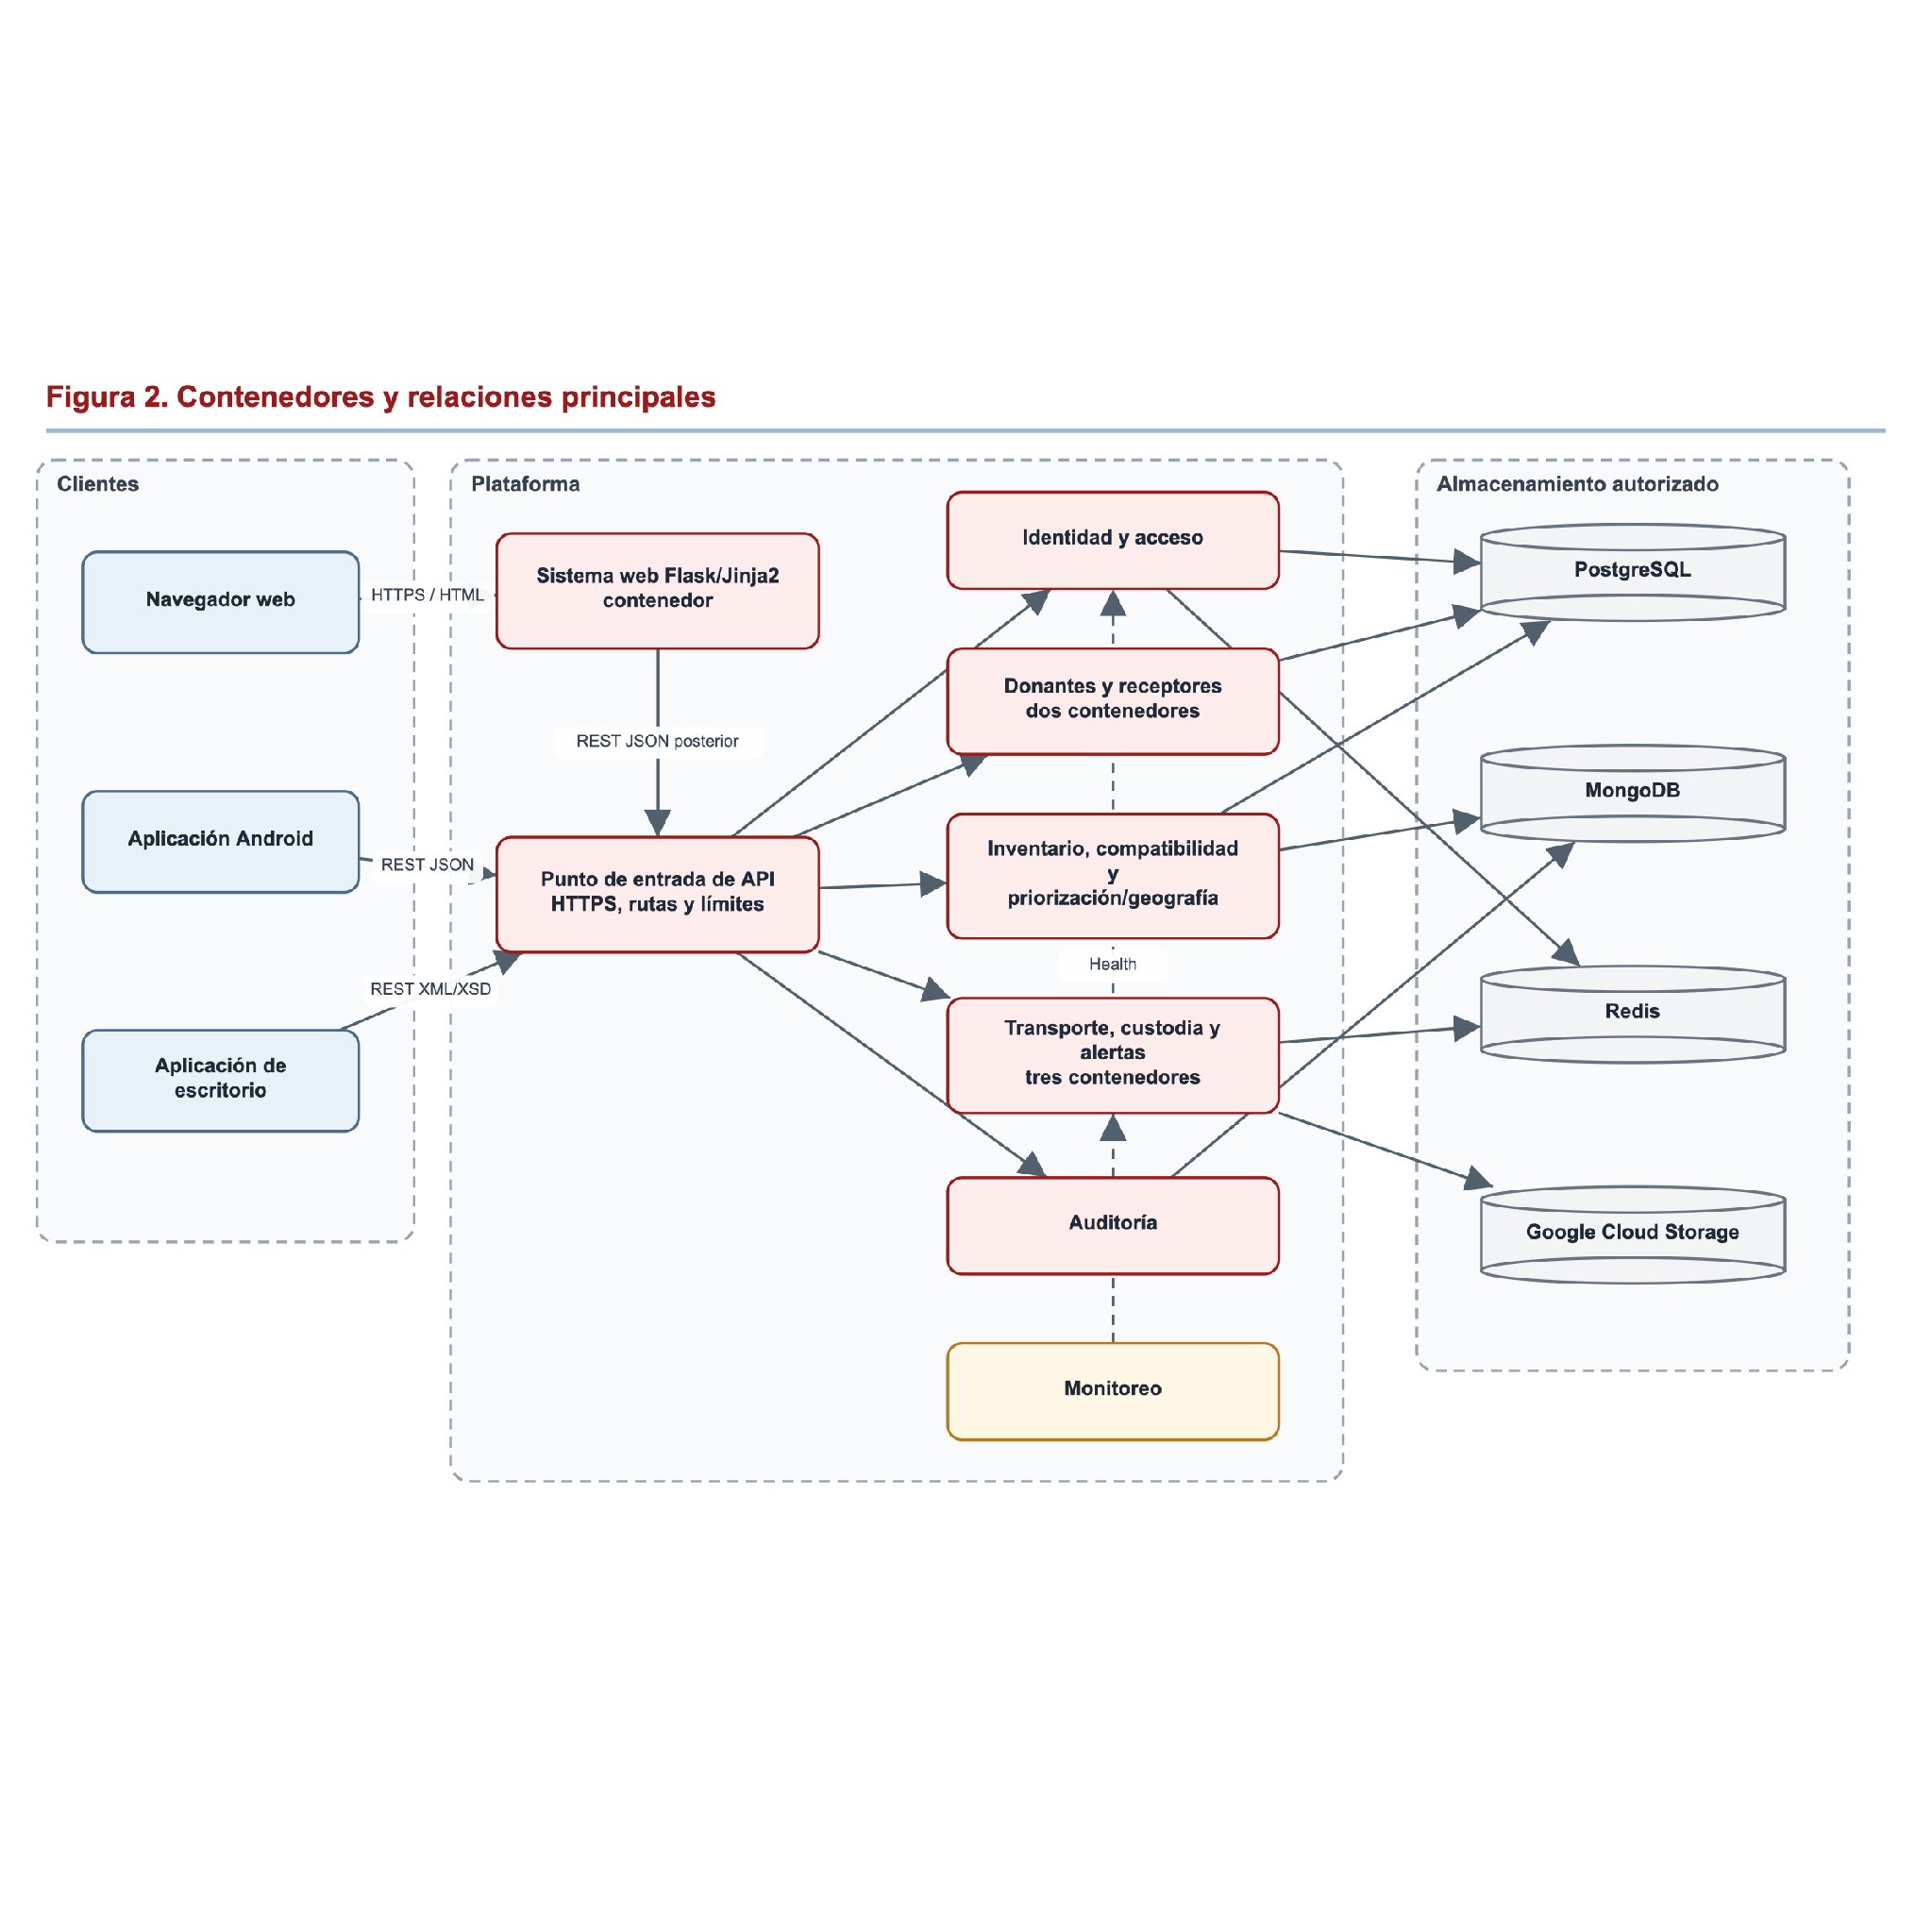 Figura 2. Contenedores y relaciones principales
Clientes
Navegador web
Aplicación Android
Aplicación de
escritorio
HTTPS / HTML
REST JSON
REST XML/XSD
Plataforma
Sistema web Flask/Jinja2
contenedor
REST JSON posterior
Punto de entrada de API
HTTPS, rutas y límites
Identidad y acceso
Donantes y receptores
dos contenedores
Inventario, compatibilidad
y
priorización/geografía
Health
Transporte, custodia y
alertas
tres contenedores
Auditoría
Monitoreo
Almacenamiento autorizado
PostgreSQL
MongoDB
Redis
Google Cloud Storage